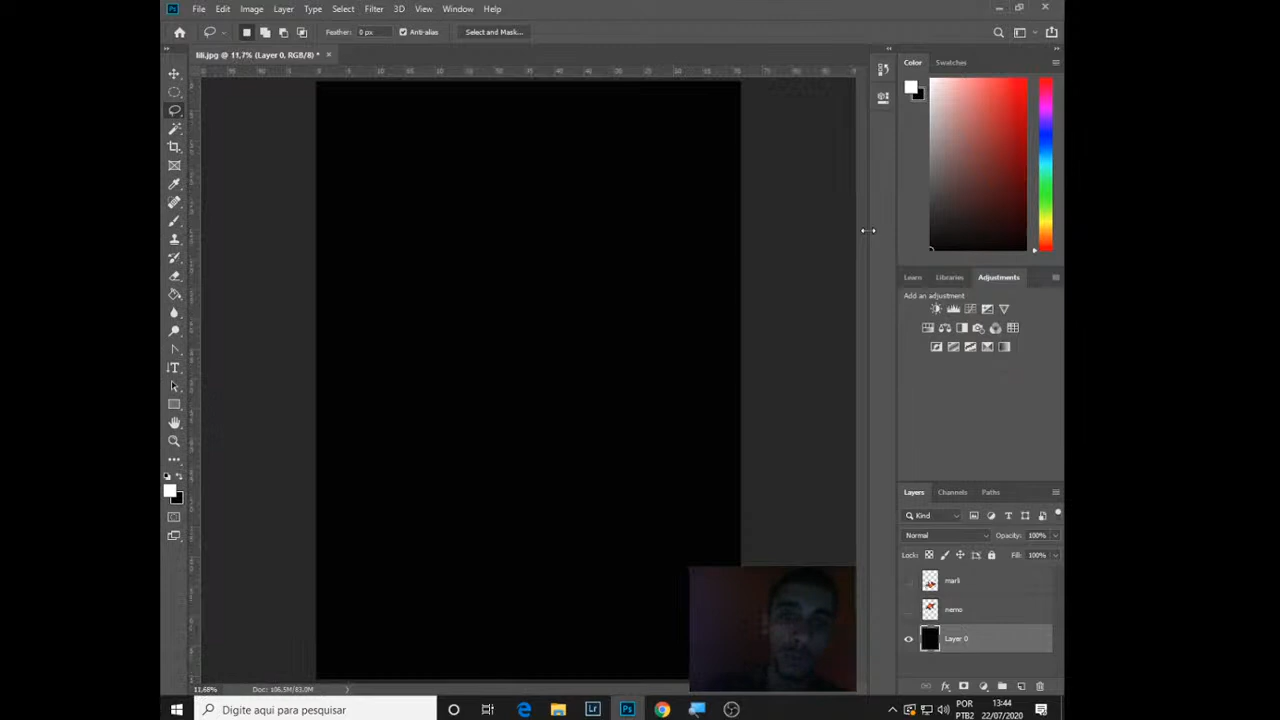 Ps File Edit Image Layer Type Select Filter 3D View Window Help
Feather: 0 px Anti-alias Select and Mask...
lili.jpg @ 11,7% (Layer 0, RGB/8) *
Color Swatches
Learn Libraries Adjustments
Add an adjustment
Layers Channels Paths
Kind
Normal Opacity: 100%
Lock: Fill: 100%
marli
nemo
Layer 0
11,68% Doc: 106,5M/83,0M
Digite aqui para pesquisar
Lr Ps
POR
PTB2
13:44
22/07/2020